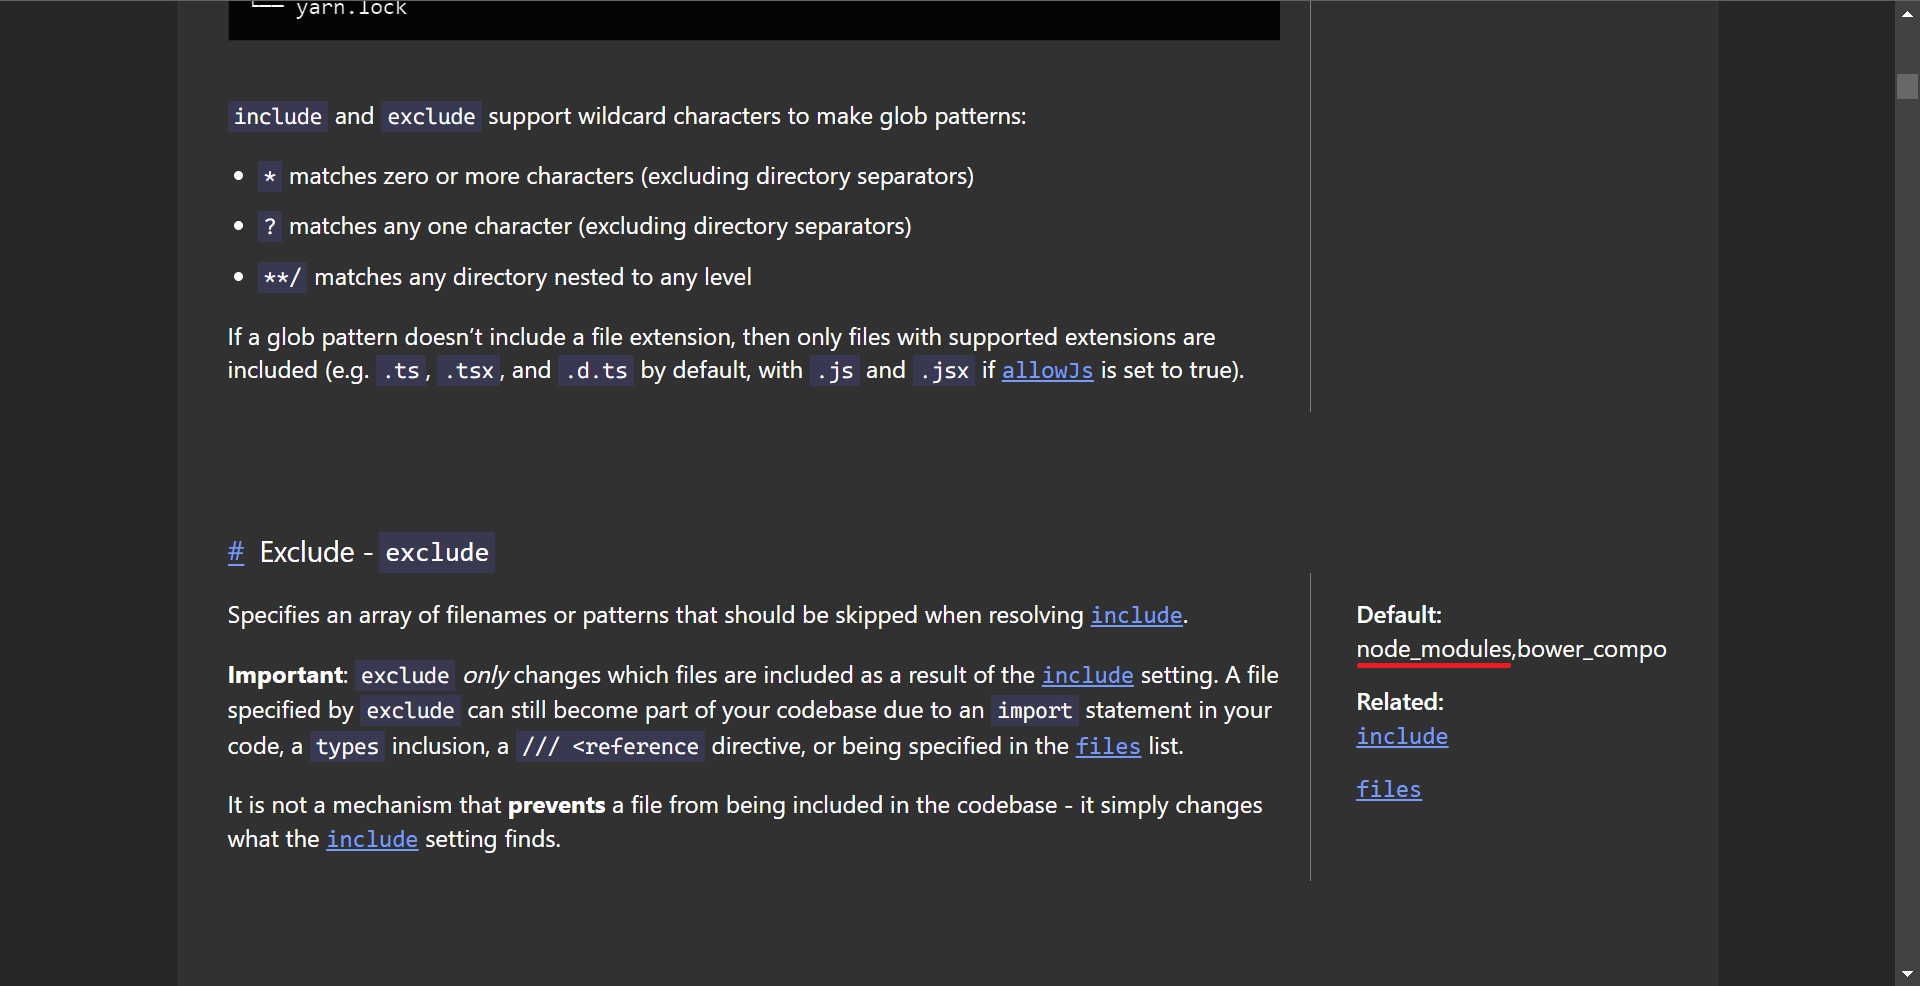 └── yarn.lock
include and exclude support wildcard characters to make glob patterns:
* matches zero or more characters (excluding directory separators)
? matches any one character (excluding directory separators)
**/ matches any directory nested to any level
If a glob pattern doesn’t include a file extension, then only files with supported extensions are
included (e.g. .ts, .tsx, and .d.ts by default, with .js and .jsx if allowJs is set to true).
# Exclude - exclude
Specifies an array of filenames or patterns that should be skipped when resolving include.
Important: exclude only changes which files are included as a result of the include setting. A file
specified by exclude can still become part of your codebase due to an import statement in your
code, a types inclusion, a /// <reference directive, or being specified in the files list.
It is not a mechanism that prevents a file from being included in the codebase - it simply changes
what the include setting finds.
Default:
node_modules,bower_compo
Related:
include
files